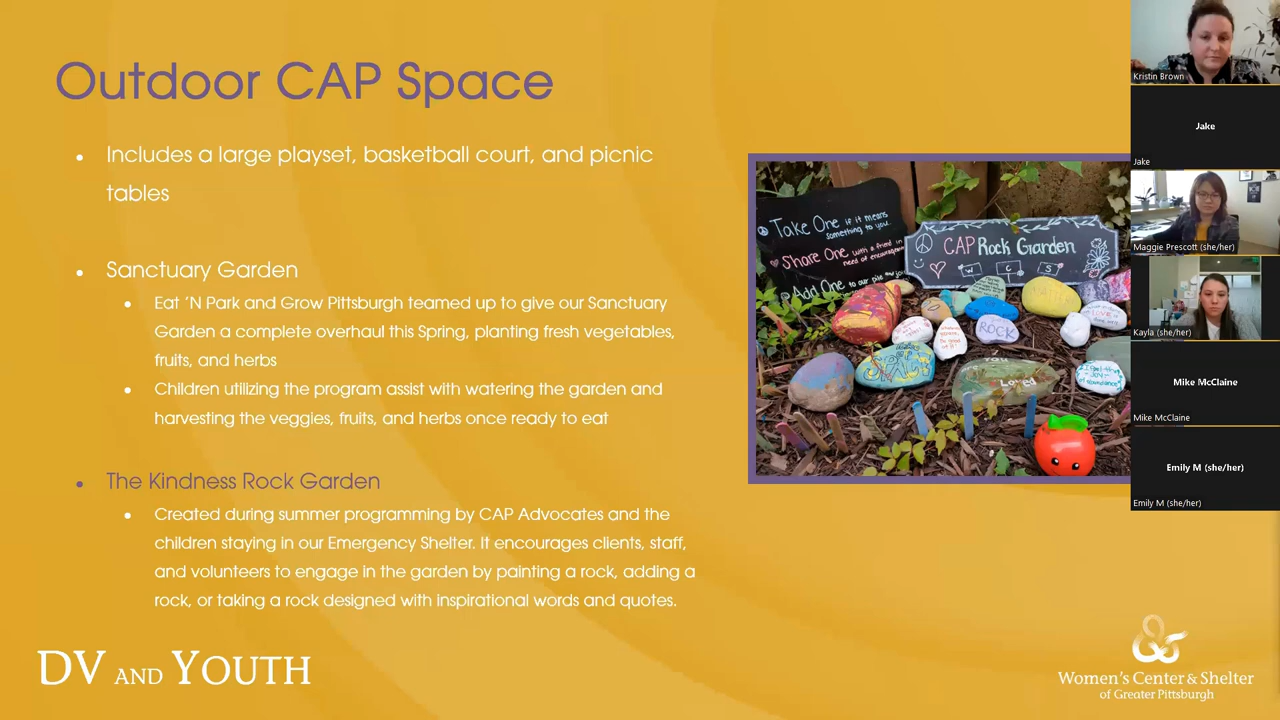 Outdoor CAP Space
• Includes a large playset, basketball court, and picnic
tables
• Sanctuary Garden
• Eat ‘N Park and Grow Pittsburgh teamed up to give our Sanctuary
Garden a complete overhaul this Spring, planting fresh vegetables,
fruits, and herbs
• Children utilizing the program assist with watering the garden and
harvesting the veggies, fruits, and herbs once ready to eat
• The Kindness Rock Garden
• Created during summer programming by CAP Advocates and the
children staying in our Emergency Shelter. It encourages clients, staff,
and volunteers to engage in the garden by painting a rock, adding a
rock, or taking a rock designed with inspirational words and quotes.
DV AND YOUTH
Take One if it means
something to you.
Share One with a friend in
need of encouragement
Add One to our pile
CAP Rock Garden
W C S
ROCK
YOU
Loved
Kristin Brown
Jake
Jake
Maggie Prescott (she/her)
Kayla (she/her)
Mike McClaine
Mike McClaine
Emily M (she/her)
Emily M (she/her)
Women's Center & Shelter
of Greater Pittsburgh